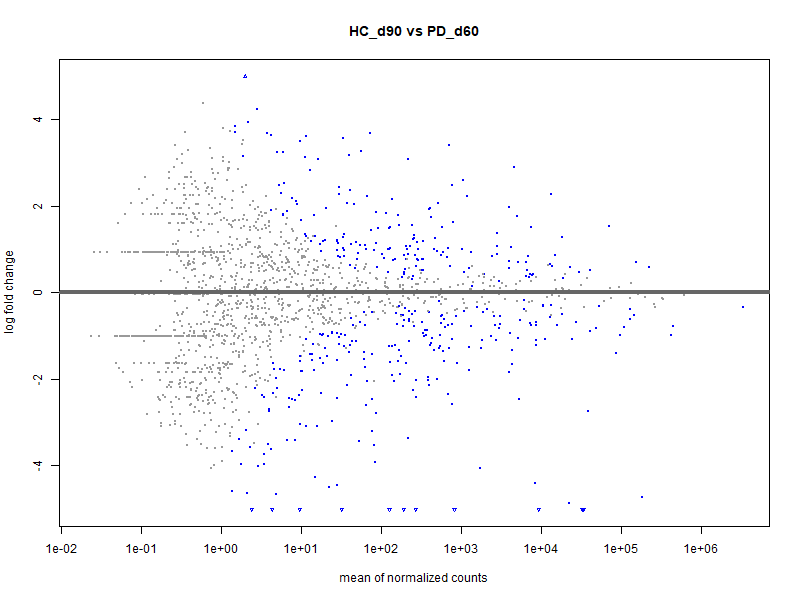 HC_d90 vs PD_d60
log fold change
4
2
0
-2
-4
1e-02 1e-01 1e+00 1e+01 1e+02 1e+03 1e+04 1e+05 1e+06
mean of normalized counts